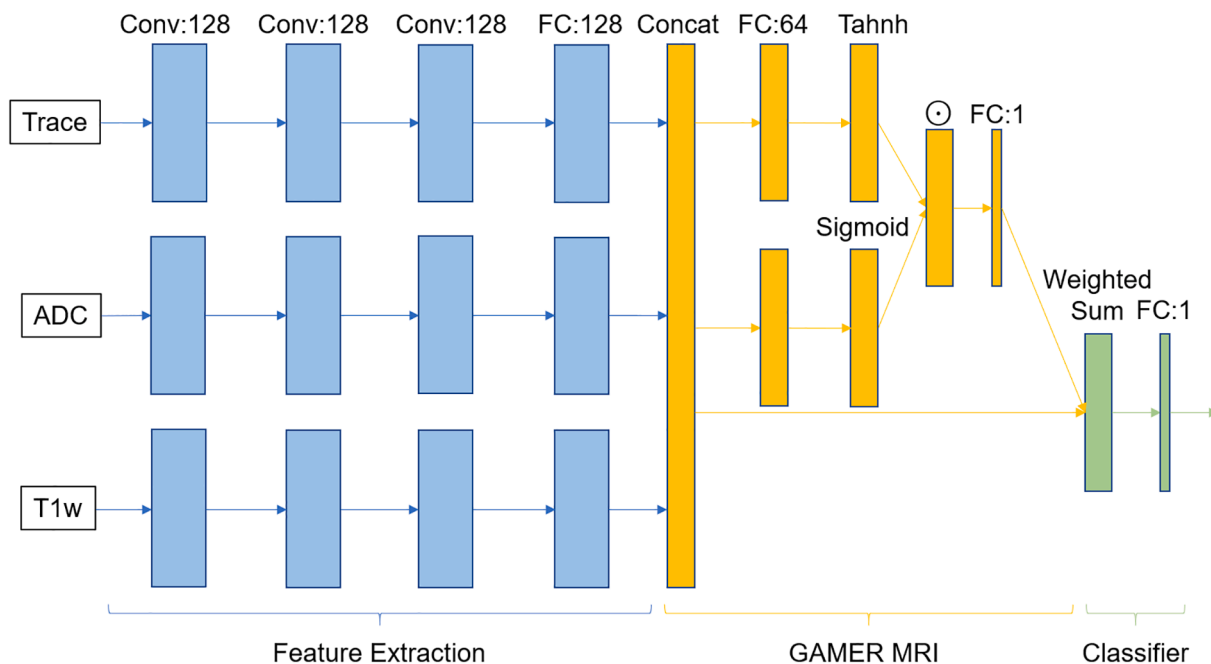 Conv:128 Conv:128 Conv:128 FC:128 Concat FC:64 Tahnh
Trace
⊙ FC:1
Sigmoid
ADC
Weighted
Sum FC:1
T1w
Feature Extraction GAMER MRI Classifier